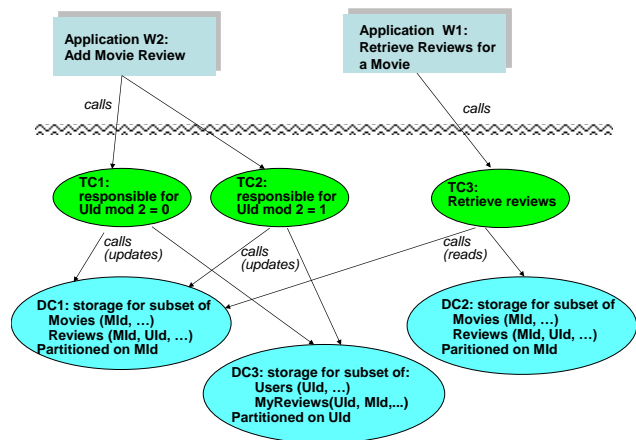 Application W2:
Add Movie Review
Application W1:
Retrieve Reviews for
a Movie
calls
calls
TC1:
responsible for
UId mod 2 = 0
TC2:
responsible for
UId mod 2 = 1
TC3:
Retrieve reviews
calls
(updates)
calls
(updates)
calls
(reads)
DC1: storage for subset of
Movies (MId, …)
Reviews (MId, UId, …)
Partitioned on MId
DC2: storage for subset of
Movies (MId, …)
Reviews (MId, UId, …)
Partitioned on MId
DC3: storage for subset of:
Users (UId, …)
MyReviews(UId, MId,...)
Partitioned on UId